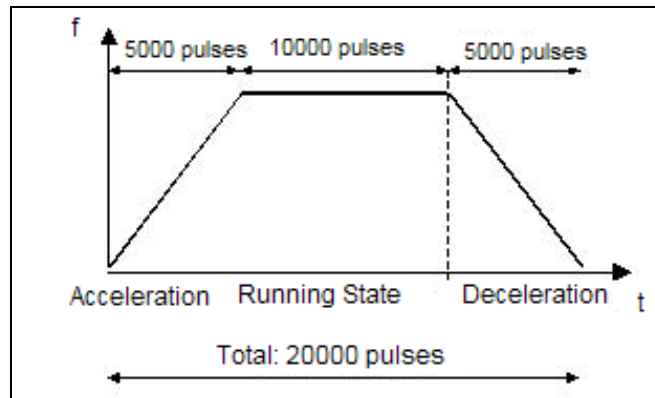 f
5000 pulses 10000 pulses 5000 pulses
Acceleration Running State Deceleration t
Total: 20000 pulses